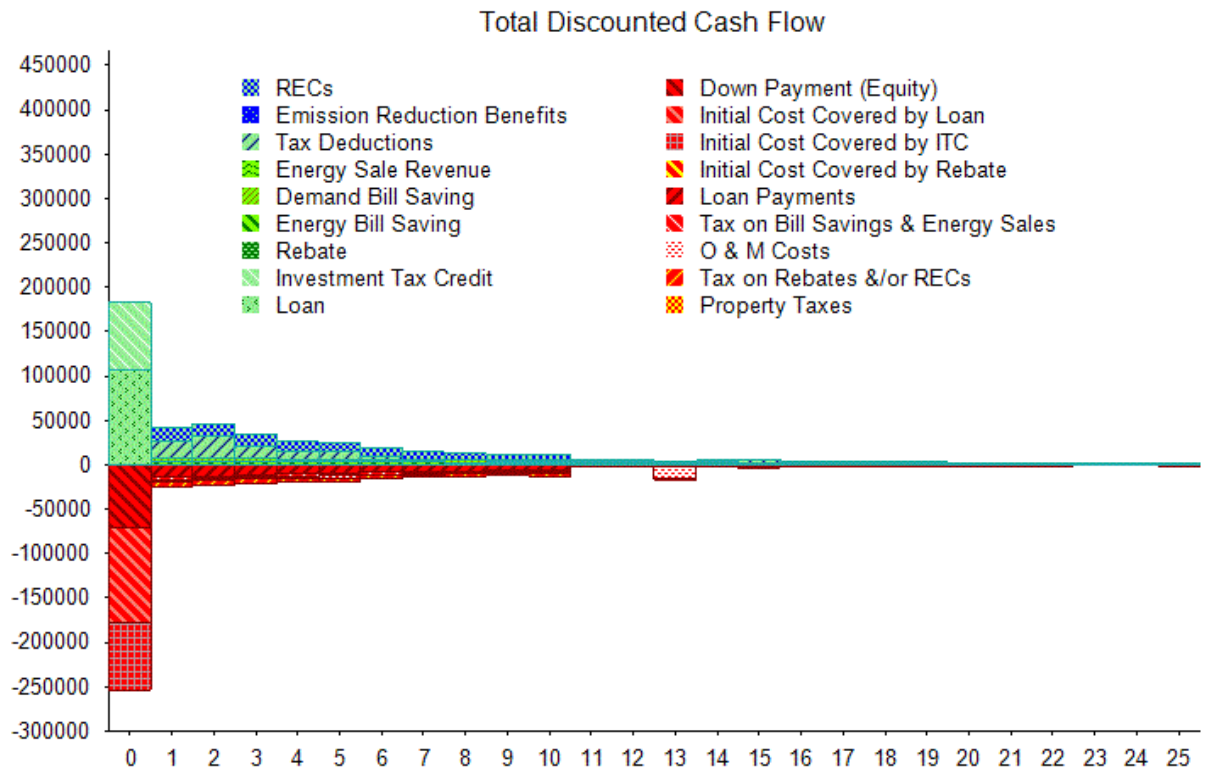 Total Discounted Cash Flow
450000
400000
350000
300000
250000
200000
150000
100000
50000
0
-50000
-100000
-150000
-200000
-250000
-300000
RECs
Emission Reduction Benefits
Tax Deductions
Energy Sale Revenue
Demand Bill Saving
Energy Bill Saving
Rebate
Investment Tax Credit
Loan
Down Payment (Equity)
Initial Cost Covered by Loan
Initial Cost Covered by ITC
Initial Cost Covered by Rebate
Loan Payments
Tax on Bill Savings & Energy Sales
O & M Costs
Tax on Rebates &/or RECs
Property Taxes
0 1 2 3 4 5 6 7 8 9 10 11 12 13 14 15 16 17 18 19 20 21 22 23 24 25